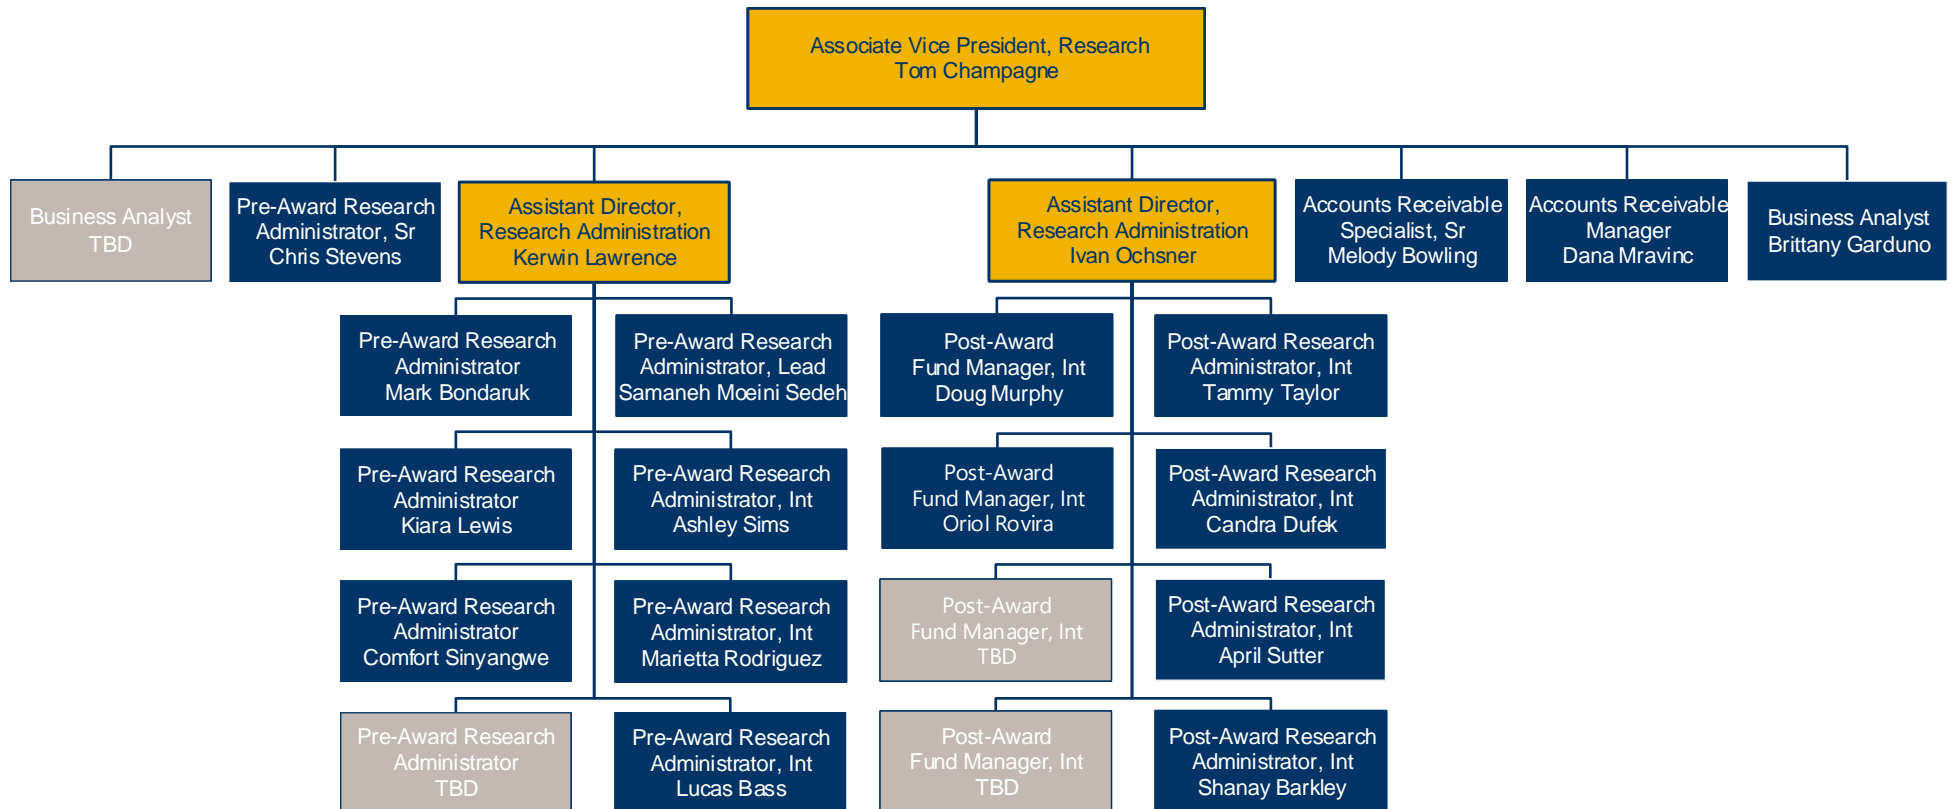 Associate Vice President, Research
Tom Champagne
Business Analyst
TBD
Pre-Award Research
Administrator, Sr
Chris Stevens
Assistant Director,
Research Administration
Kerwin Lawrence
Assistant Director,
Research Administration
Ivan Ochsner
Accounts Receivable
Specialist, Sr
Melody Bowling
Accounts Receivable
Manager
Dana Mravinc
Business Analyst
Brittany Garduno
Pre-Award Research
Administrator
Mark Bondaruk
Pre-Award Research
Administrator, Lead
Samaneh Moeini Sedeh
Post-Award
Fund Manager, Int
Doug Murphy
Post-Award Research
Administrator, Int
Tammy Taylor
Pre-Award Research
Administrator
Kiara Lewis
Pre-Award Research
Administrator, Int
Ashley Sims
Post-Award
Fund Manager, Int
Oriol Rovira
Post-Award Research
Administrator, Int
Candra Dufek
Pre-Award Research
Administrator
Comfort Sinyangwe
Pre-Award Research
Administrator, Int
Marietta Rodriguez
Post-Award
Fund Manager, Int
TBD
Post-Award Research
Administrator, Int
April Sutter
Pre-Award Research
Administrator
TBD
Pre-Award Research
Administrator, Int
Lucas Bass
Post-Award
Fund Manager, Int
TBD
Post-Award Research
Administrator, Int
Shanay Barkley